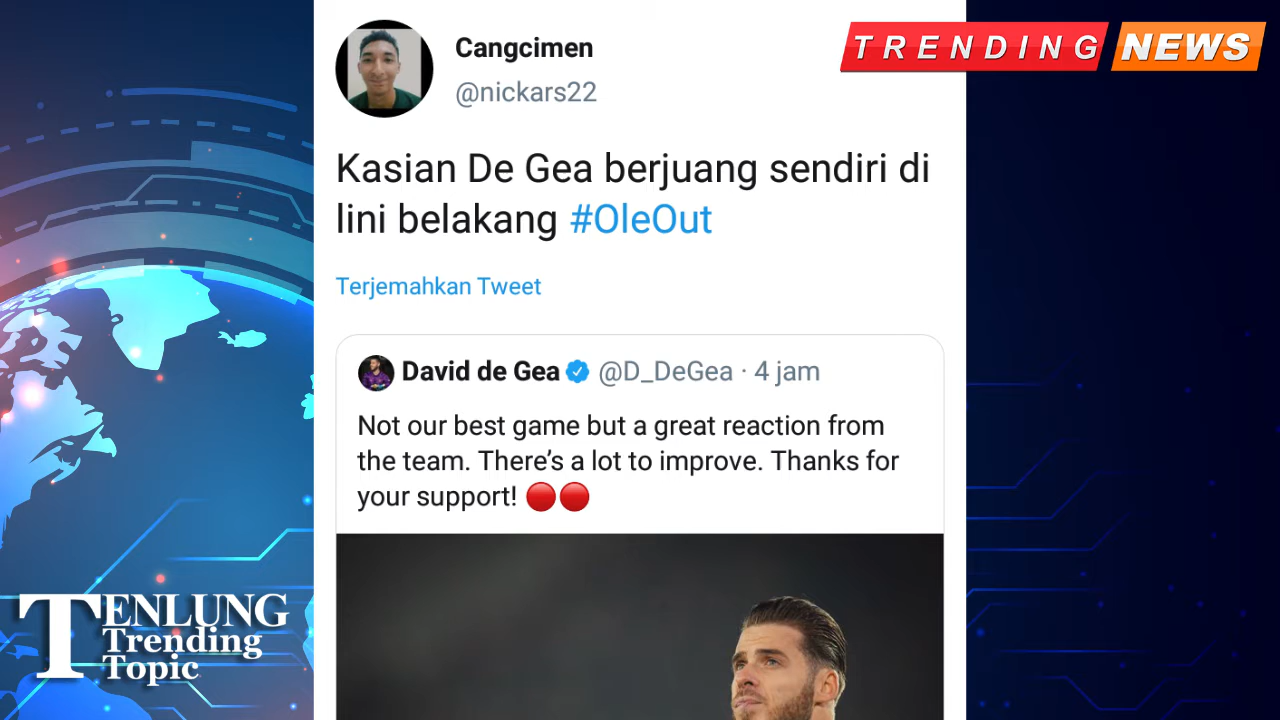 TRENDING NEWS
Cangcimen
@nickars22
Kasian De Gea berjuang sendiri di
lini belakang #OleOut
Terjemahkan Tweet
David de Gea @D_DeGea · 4 jam
Not our best game but a great reaction from
the team. There's a lot to improve. Thanks for
your support! 🔴🔴
TENLUNG
Trending
Topic